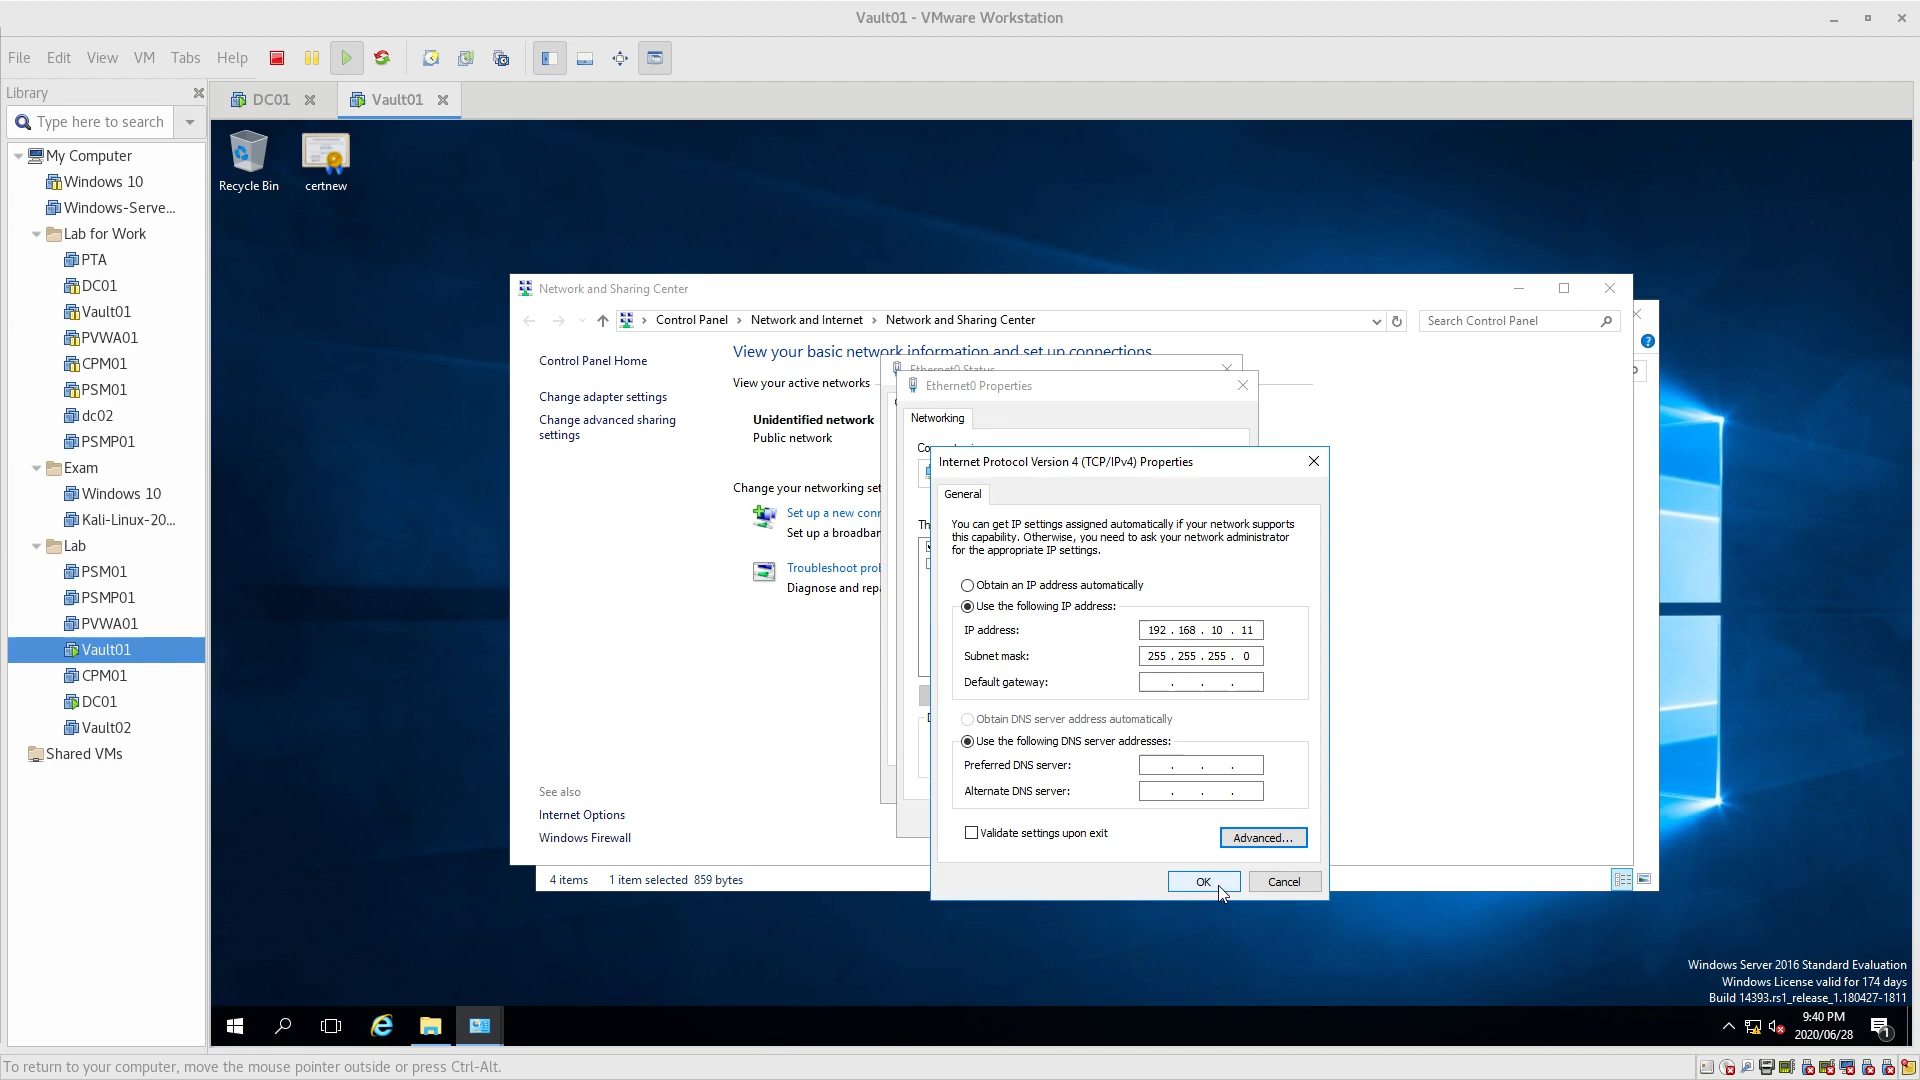 Vault01 - VMware Workstation
File Edit View VM Tabs Help
Library
Type here to search
My Computer
Windows 10
Windows-Serve...
Lab for Work
PTA
DC01
Vault01
PVWA01
CPM01
PSM01
dc02
PSMP01
Exam
Windows 10
Kali-Linux-20...
Lab
PSM01
PSMP01
PVWA01
Vault01
CPM01
DC01
Vault02
Shared VMs
DC01
Vault01
Recycle Bin
certnew
Network and Sharing Center
Control Panel Network and Internet Network and Sharing Center
Search Control Panel
Control Panel Home
Change adapter settings
Change advanced sharing
settings
See also
Internet Options
Windows Firewall
View your basic network information and set up connections
View your active networks
Unidentified network
Public network
Change your networking set
Set up a new conn
Set up a broadban
Troubleshoot prob
Diagnose and repa
Ethernet0 Status
Ethernet0 Properties
Networking
Internet Protocol Version 4 (TCP/IPv4) Properties
General
You can get IP settings assigned automatically if your network supports
this capability. Otherwise, you need to ask your network administrator
for the appropriate IP settings.
Obtain an IP address automatically
Use the following IP address:
IP address: 192 . 168 . 10 . 11
Subnet mask: 255 . 255 . 255 . 0
Default gateway: . . .
Obtain DNS server address automatically
Use the following DNS server addresses:
Preferred DNS server: . . .
Alternate DNS server: . . .
Validate settings upon exit
Advanced...
OK Cancel
4 items 1 item selected 859 bytes
Windows Server 2016 Standard Evaluation
Windows License valid for 174 days
Build 14393.rs1_release_1.180427-1811
9:40 PM
2020/06/28
1
To return to your computer, move the mouse pointer outside or press Ctrl-Alt.